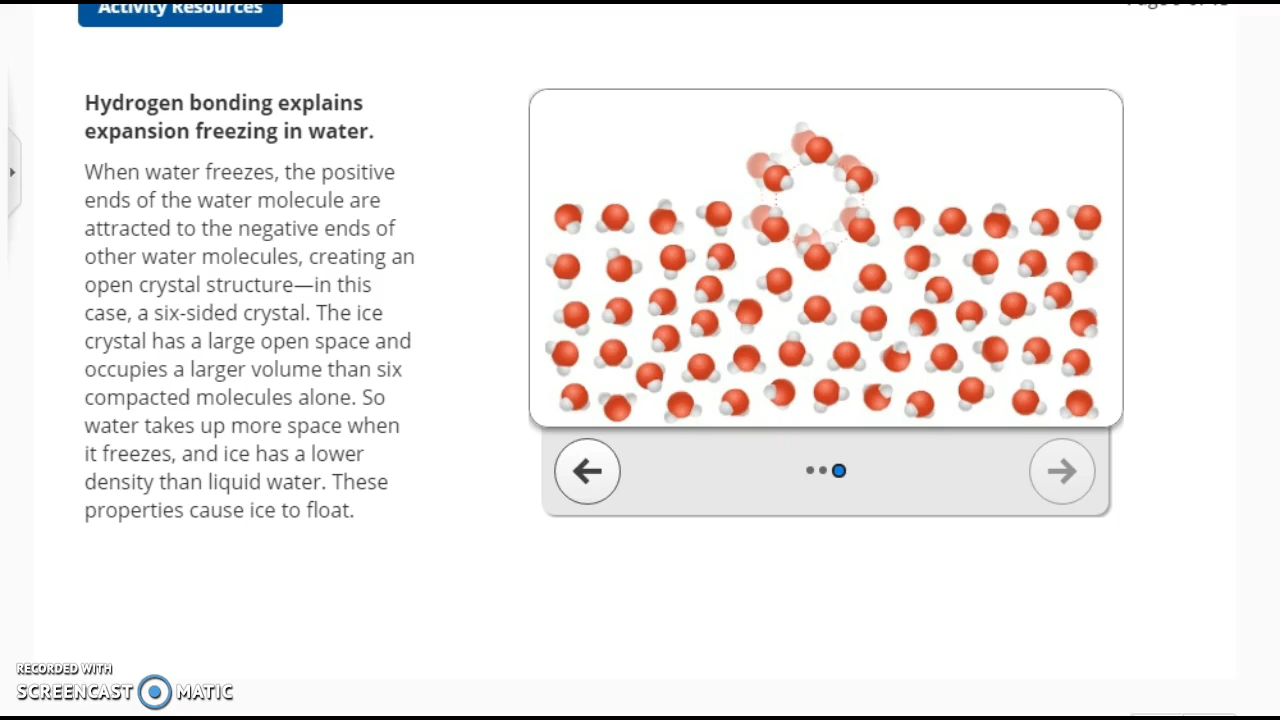 Activity Resources
Hydrogen bonding explains
expansion freezing in water.
When water freezes, the positive
ends of the water molecule are
attracted to the negative ends of
other water molecules, creating an
open crystal structure—in this
case, a six-sided crystal. The ice
crystal has a large open space and
occupies a larger volume than six
compacted molecules alone. So
water takes up more space when
it freezes, and ice has a lower
density than liquid water. These
properties cause ice to float.
RECORDED WITH
SCREENCAST MATIC